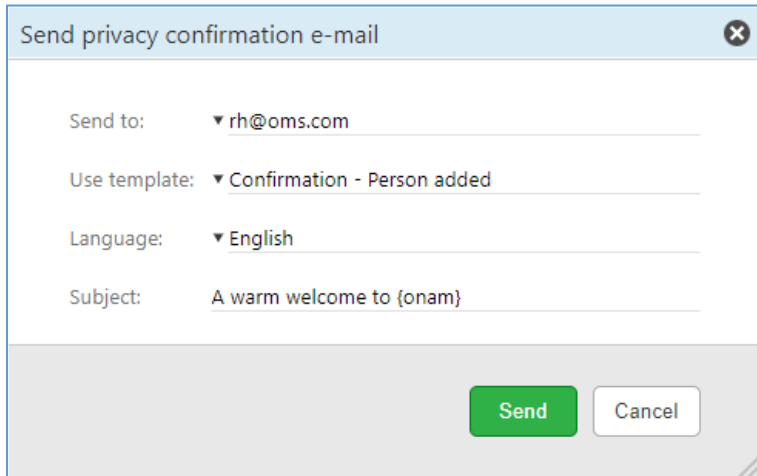 Send privacy confirmation e-mail
Send to: rh@oms.com
Use template: Confirmation - Person added
Language: English
Subject: A warm welcome to {onam}
Send Cancel